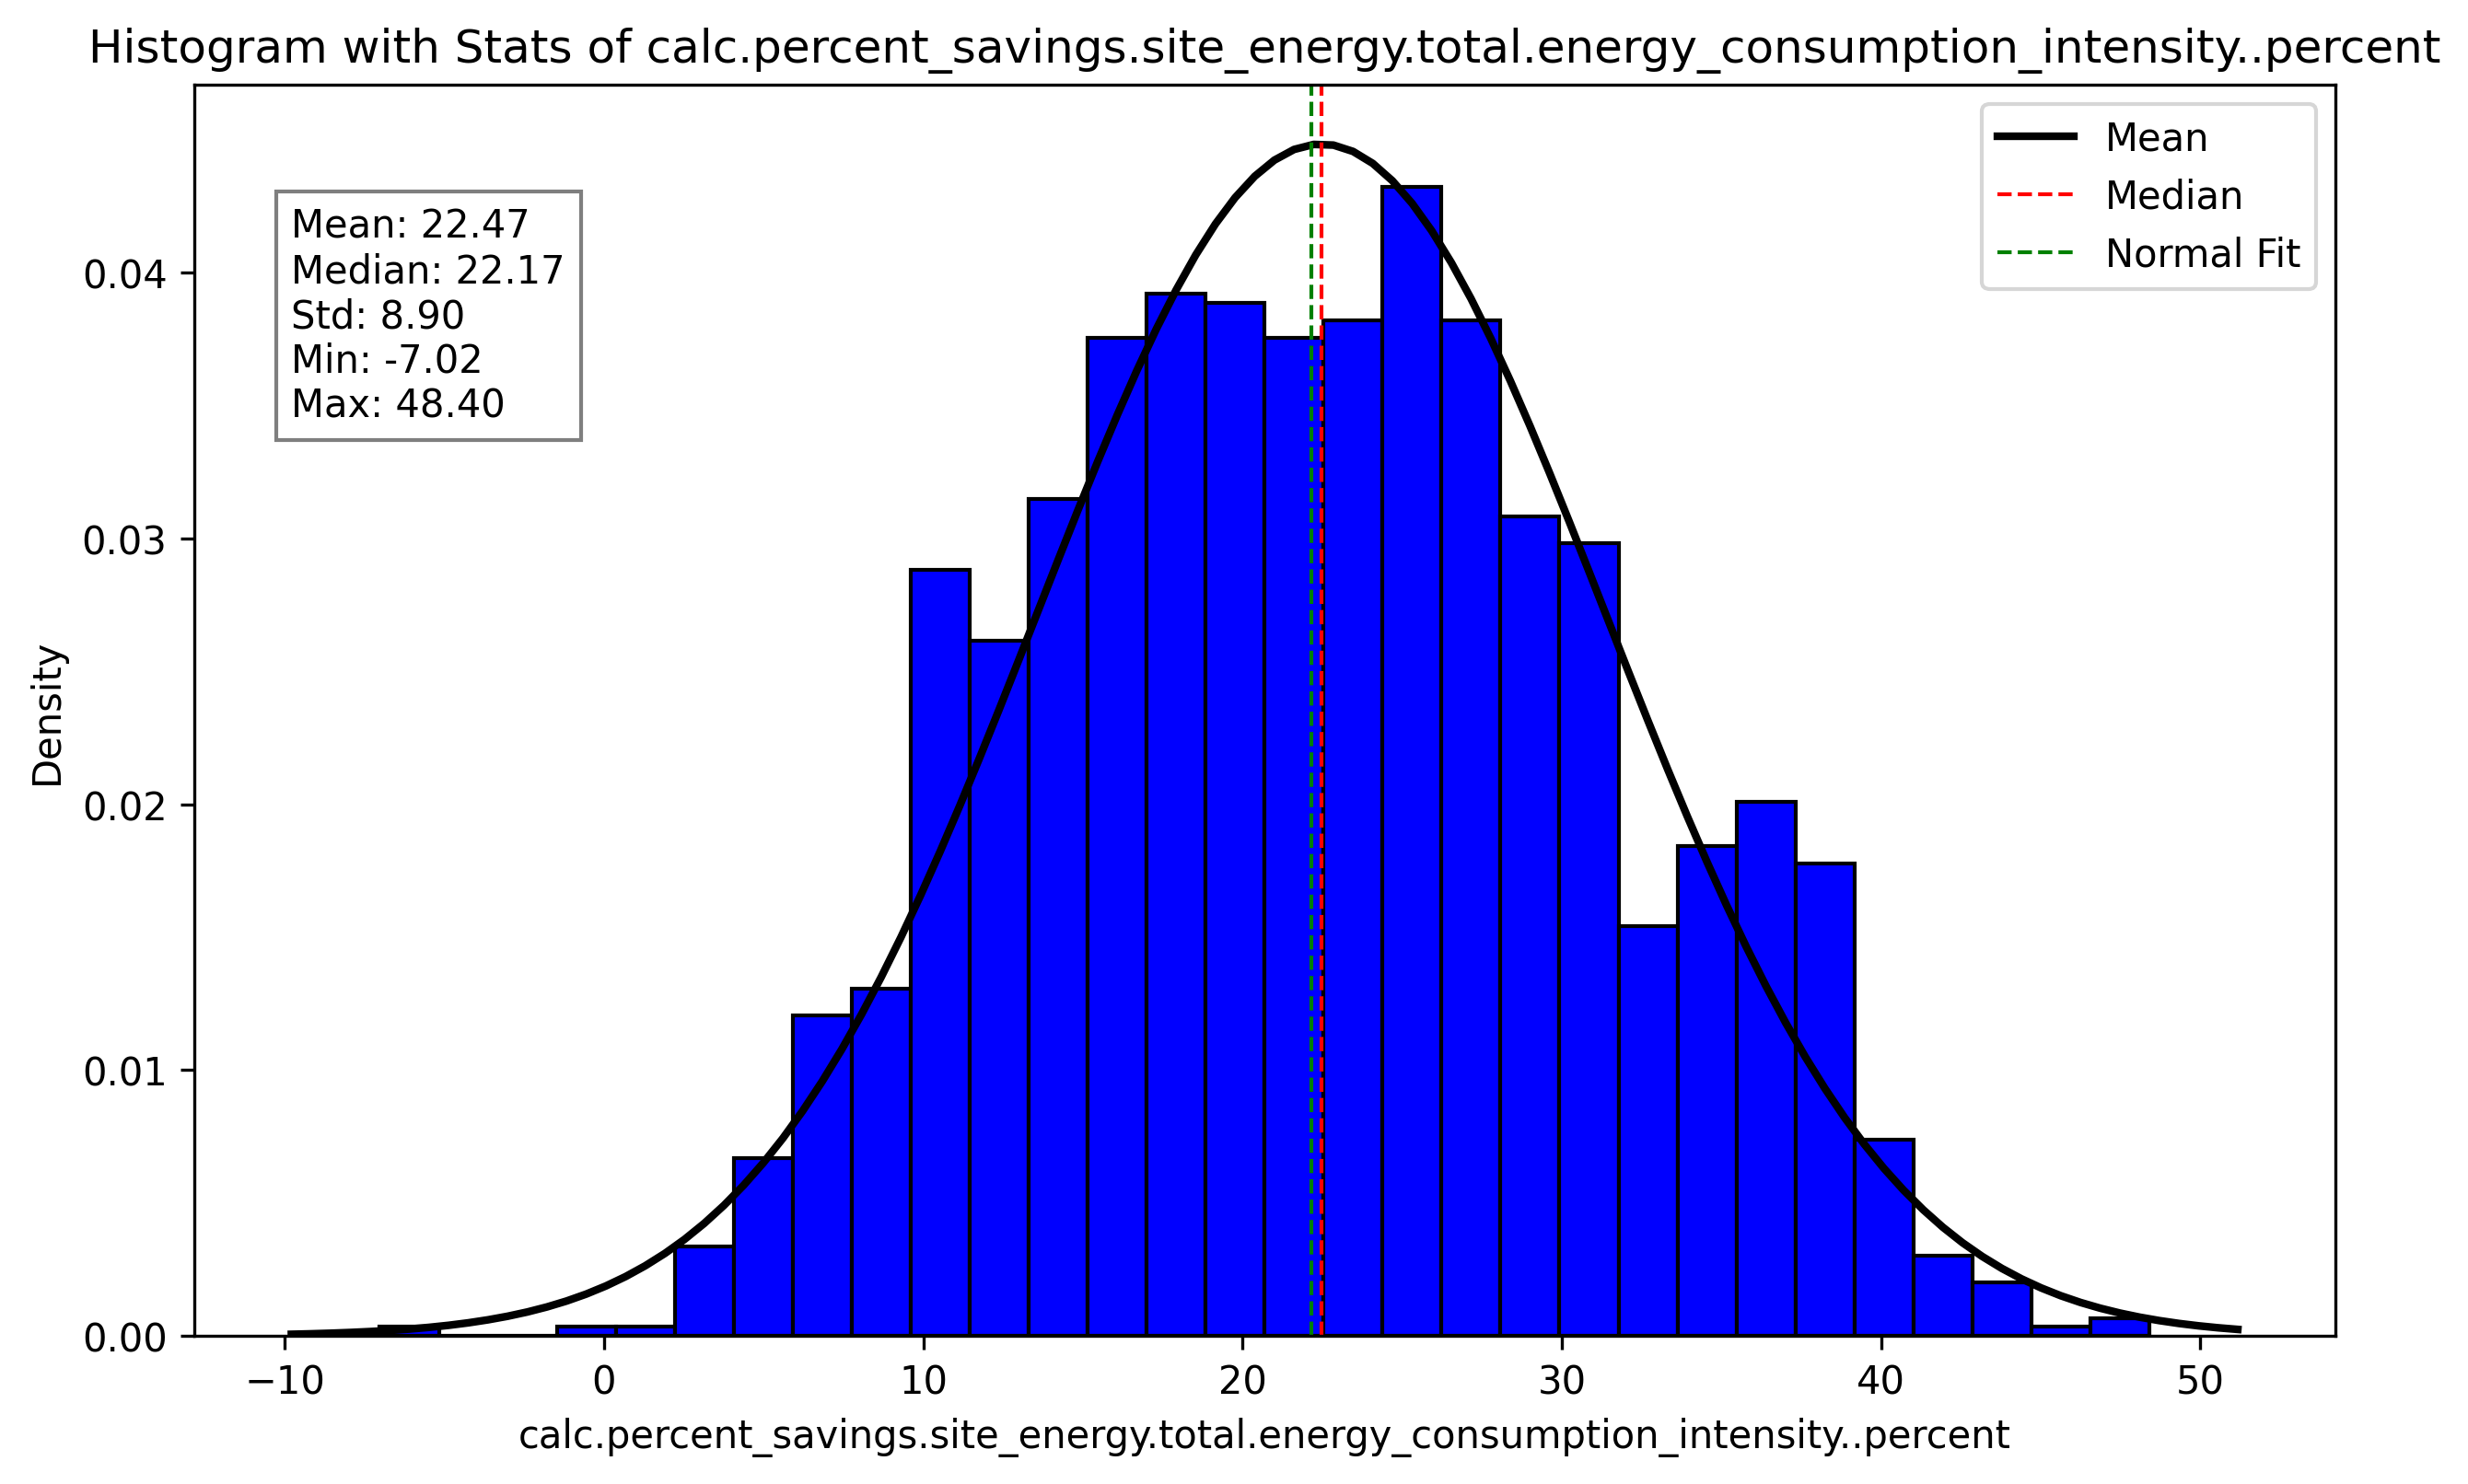 Histogram with Stats of calc.percent_savings.site_energy.total.energy_consumption_intensity..percent
Mean
Median
Normal Fit
Mean: 22.47
Median: 22.17
Std: 8.90
Min: -7.02
Max: 48.40
Density
0.04
0.03
0.02
0.01
0.00
−10 0 10 20 30 40 50
calc.percent_savings.site_energy.total.energy_consumption_intensity..percent